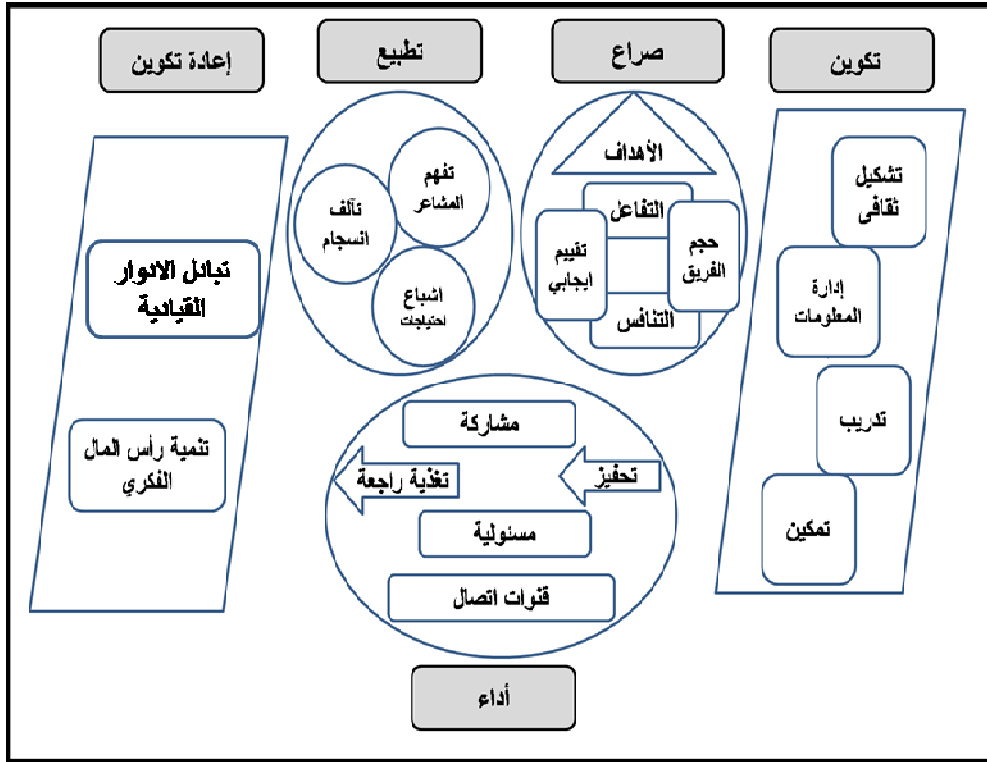 تكوين
صراع
تطبيع
إعادة تكوين
تشكيل
ثقافى
إدارة
المعلومات
تدريب
تمكين
الأهداف
التفاعل
حجم
الفريق
تقييم
ايجابي
التنافس
تفهم
المشاعر
تآلف
انسجام
اشباع
احتياجات
تبادل الادوار
القيادية
تنمية رأس المال
الفكري
مشاركة
تحفيز
تغذية راجعة
مسئولية
قنوات اتصال
أداء